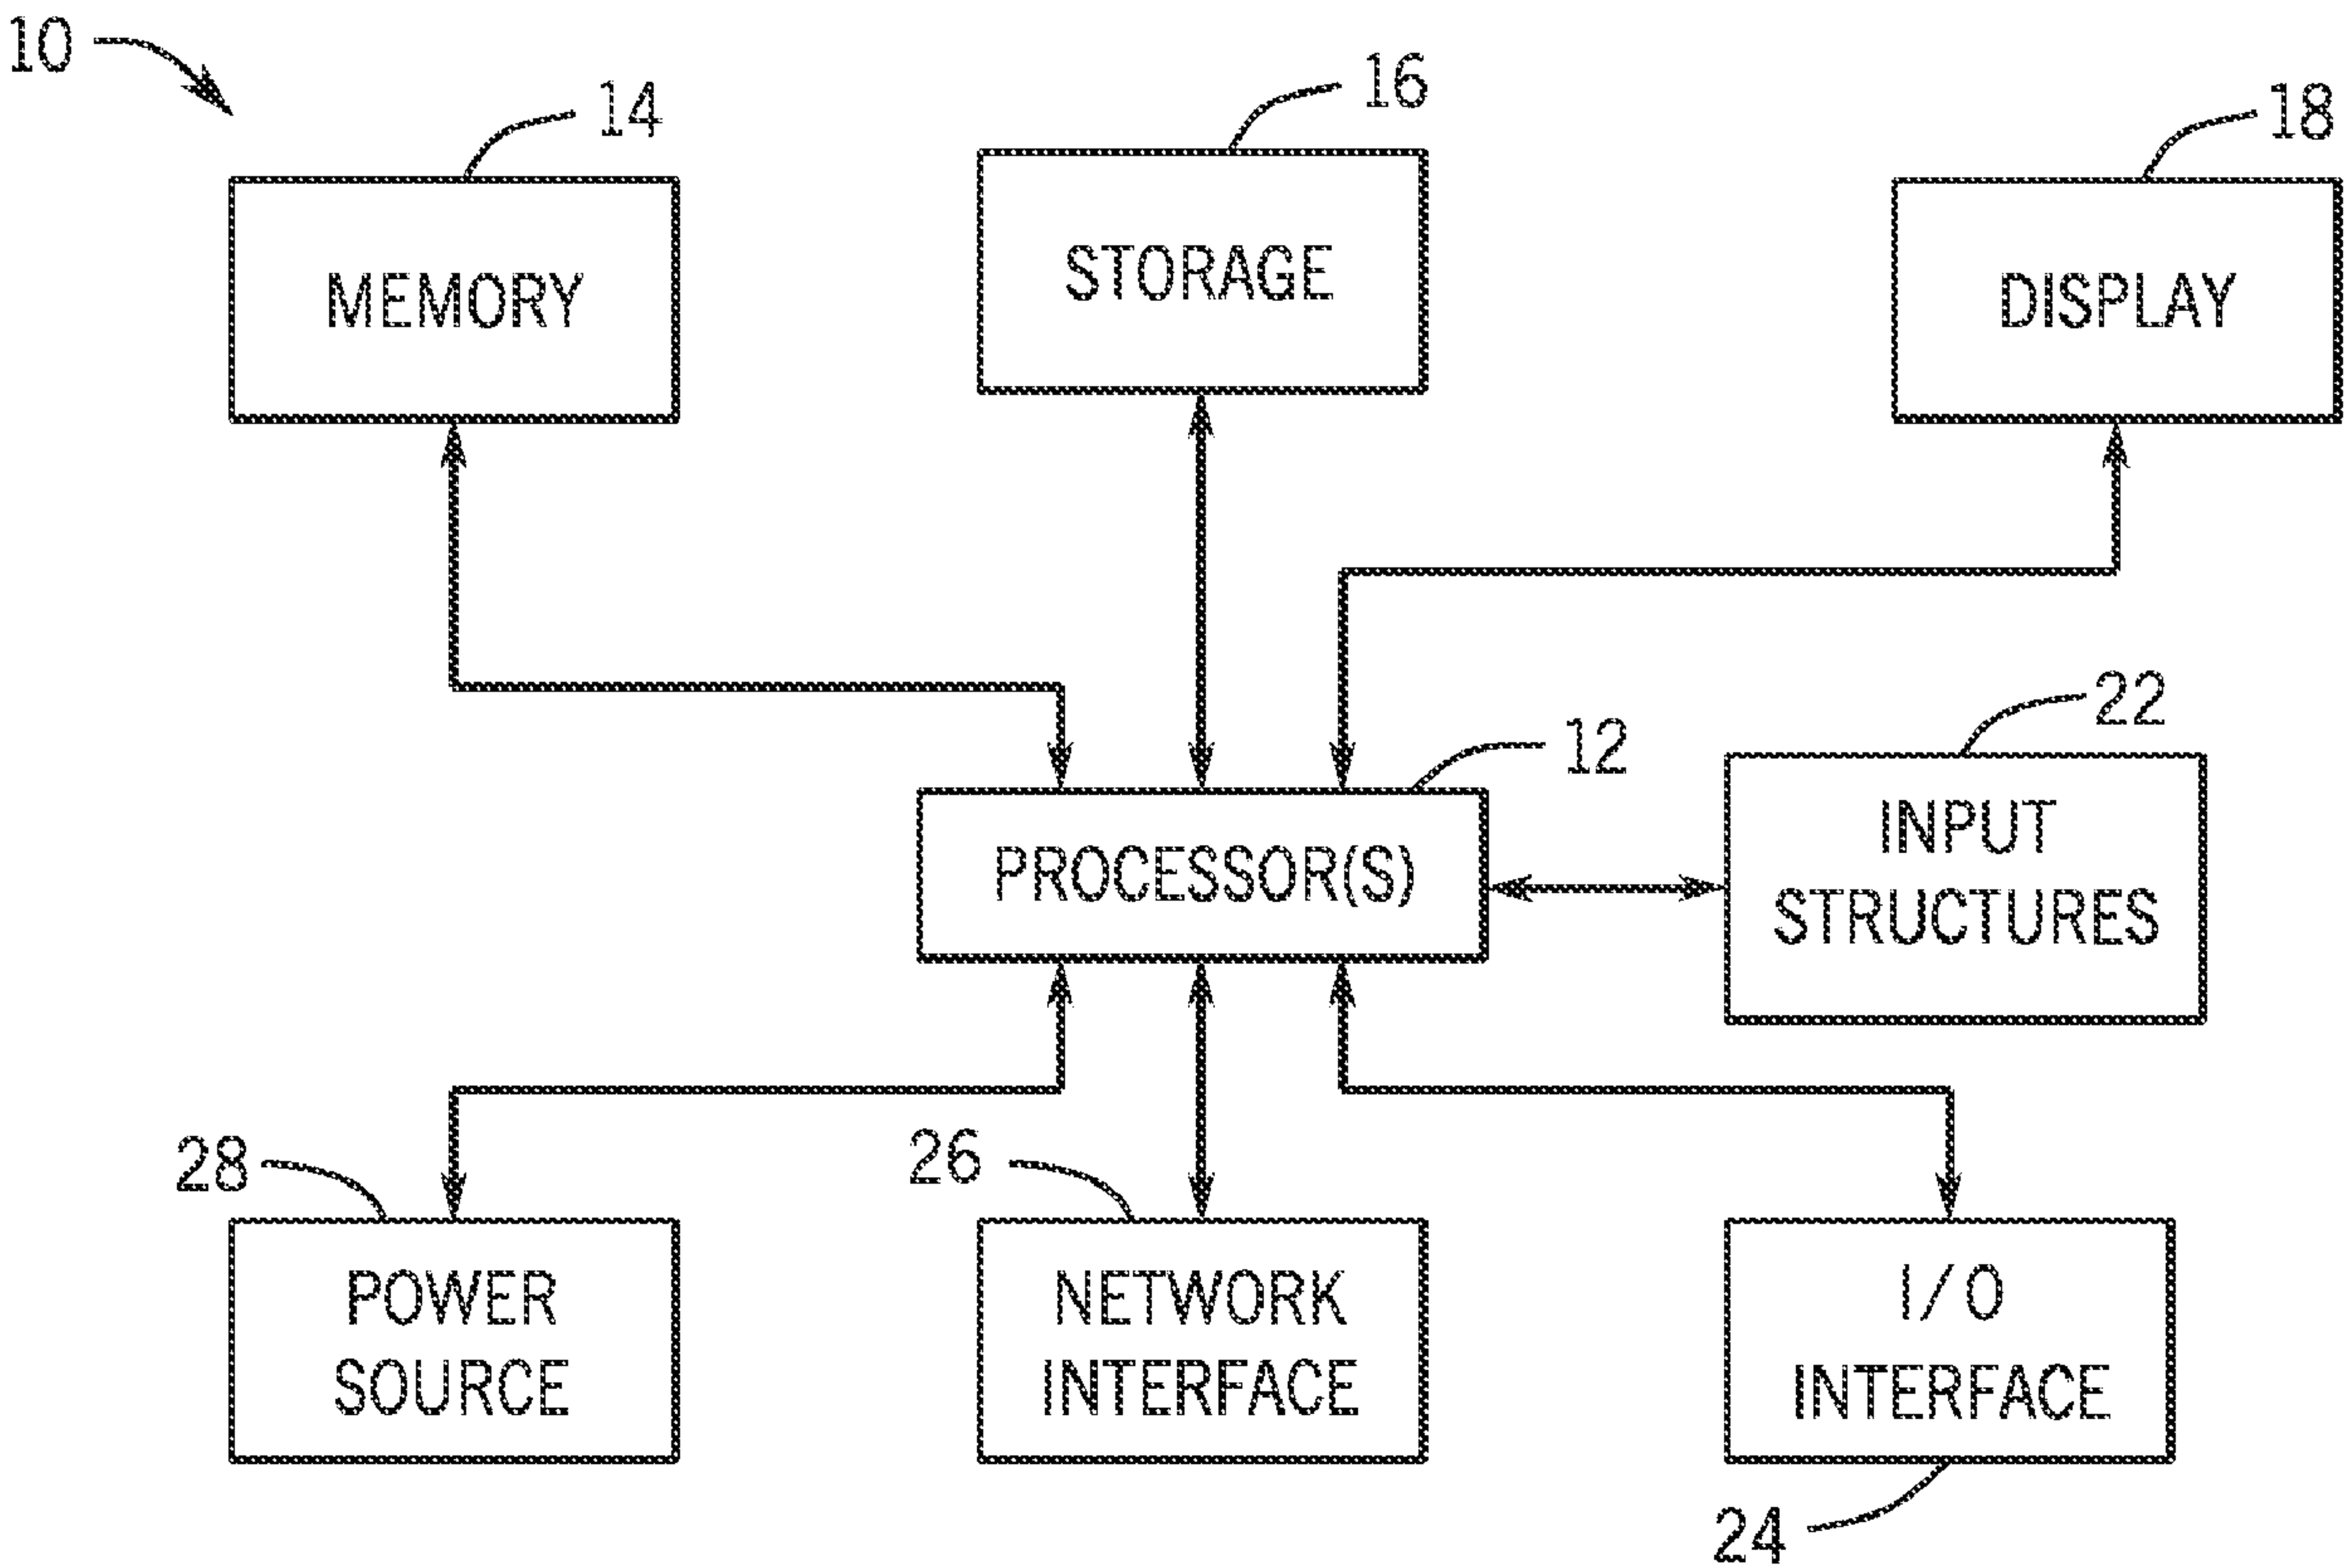 10
14
16
18
MEMORY
STORAGE
DISPLAY
12
22
PROCESSOR(S)
INPUT
STRUCTURES
28
26
POWER
SOURCE
NETWORK
INTERFACE
I/O
INTERFACE
24